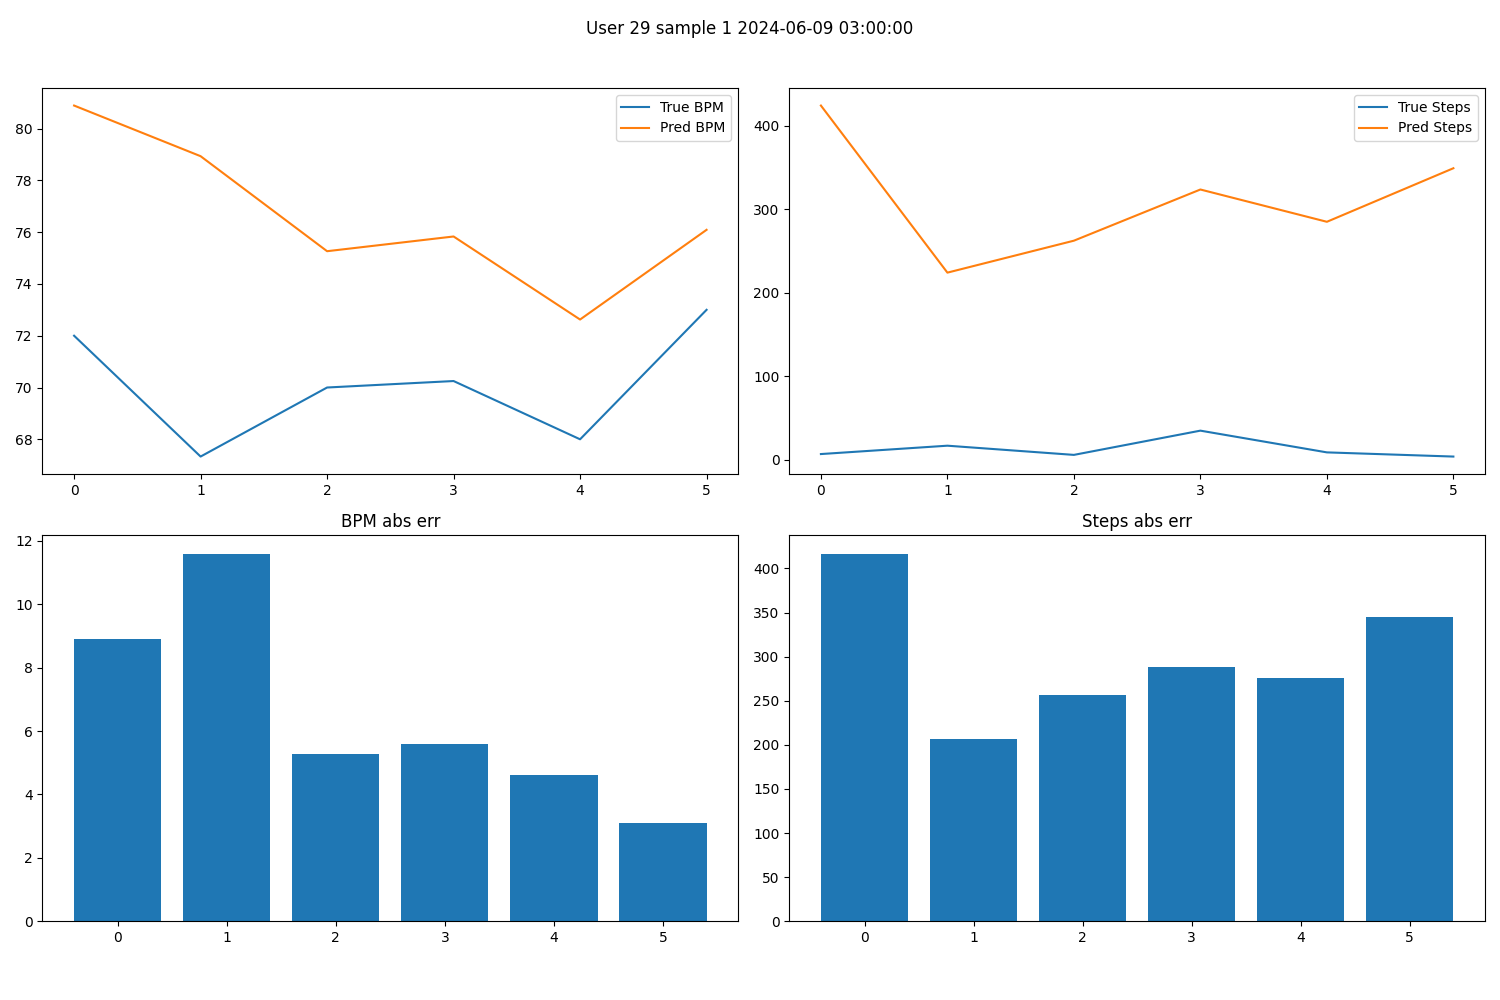 User 29 sample 1 2024-06-09 03:00:00
True BPM
Pred BPM
80
78
76
74
72
70
68
0 1 2 3 4 5
True Steps
Pred Steps
400
300
200
100
0
0 1 2 3 4 5
BPM abs err
12
10
8
6
4
2
0
0 1 2 3 4 5
Steps abs err
400
350
300
250
200
150
100
50
0
0 1 2 3 4 5